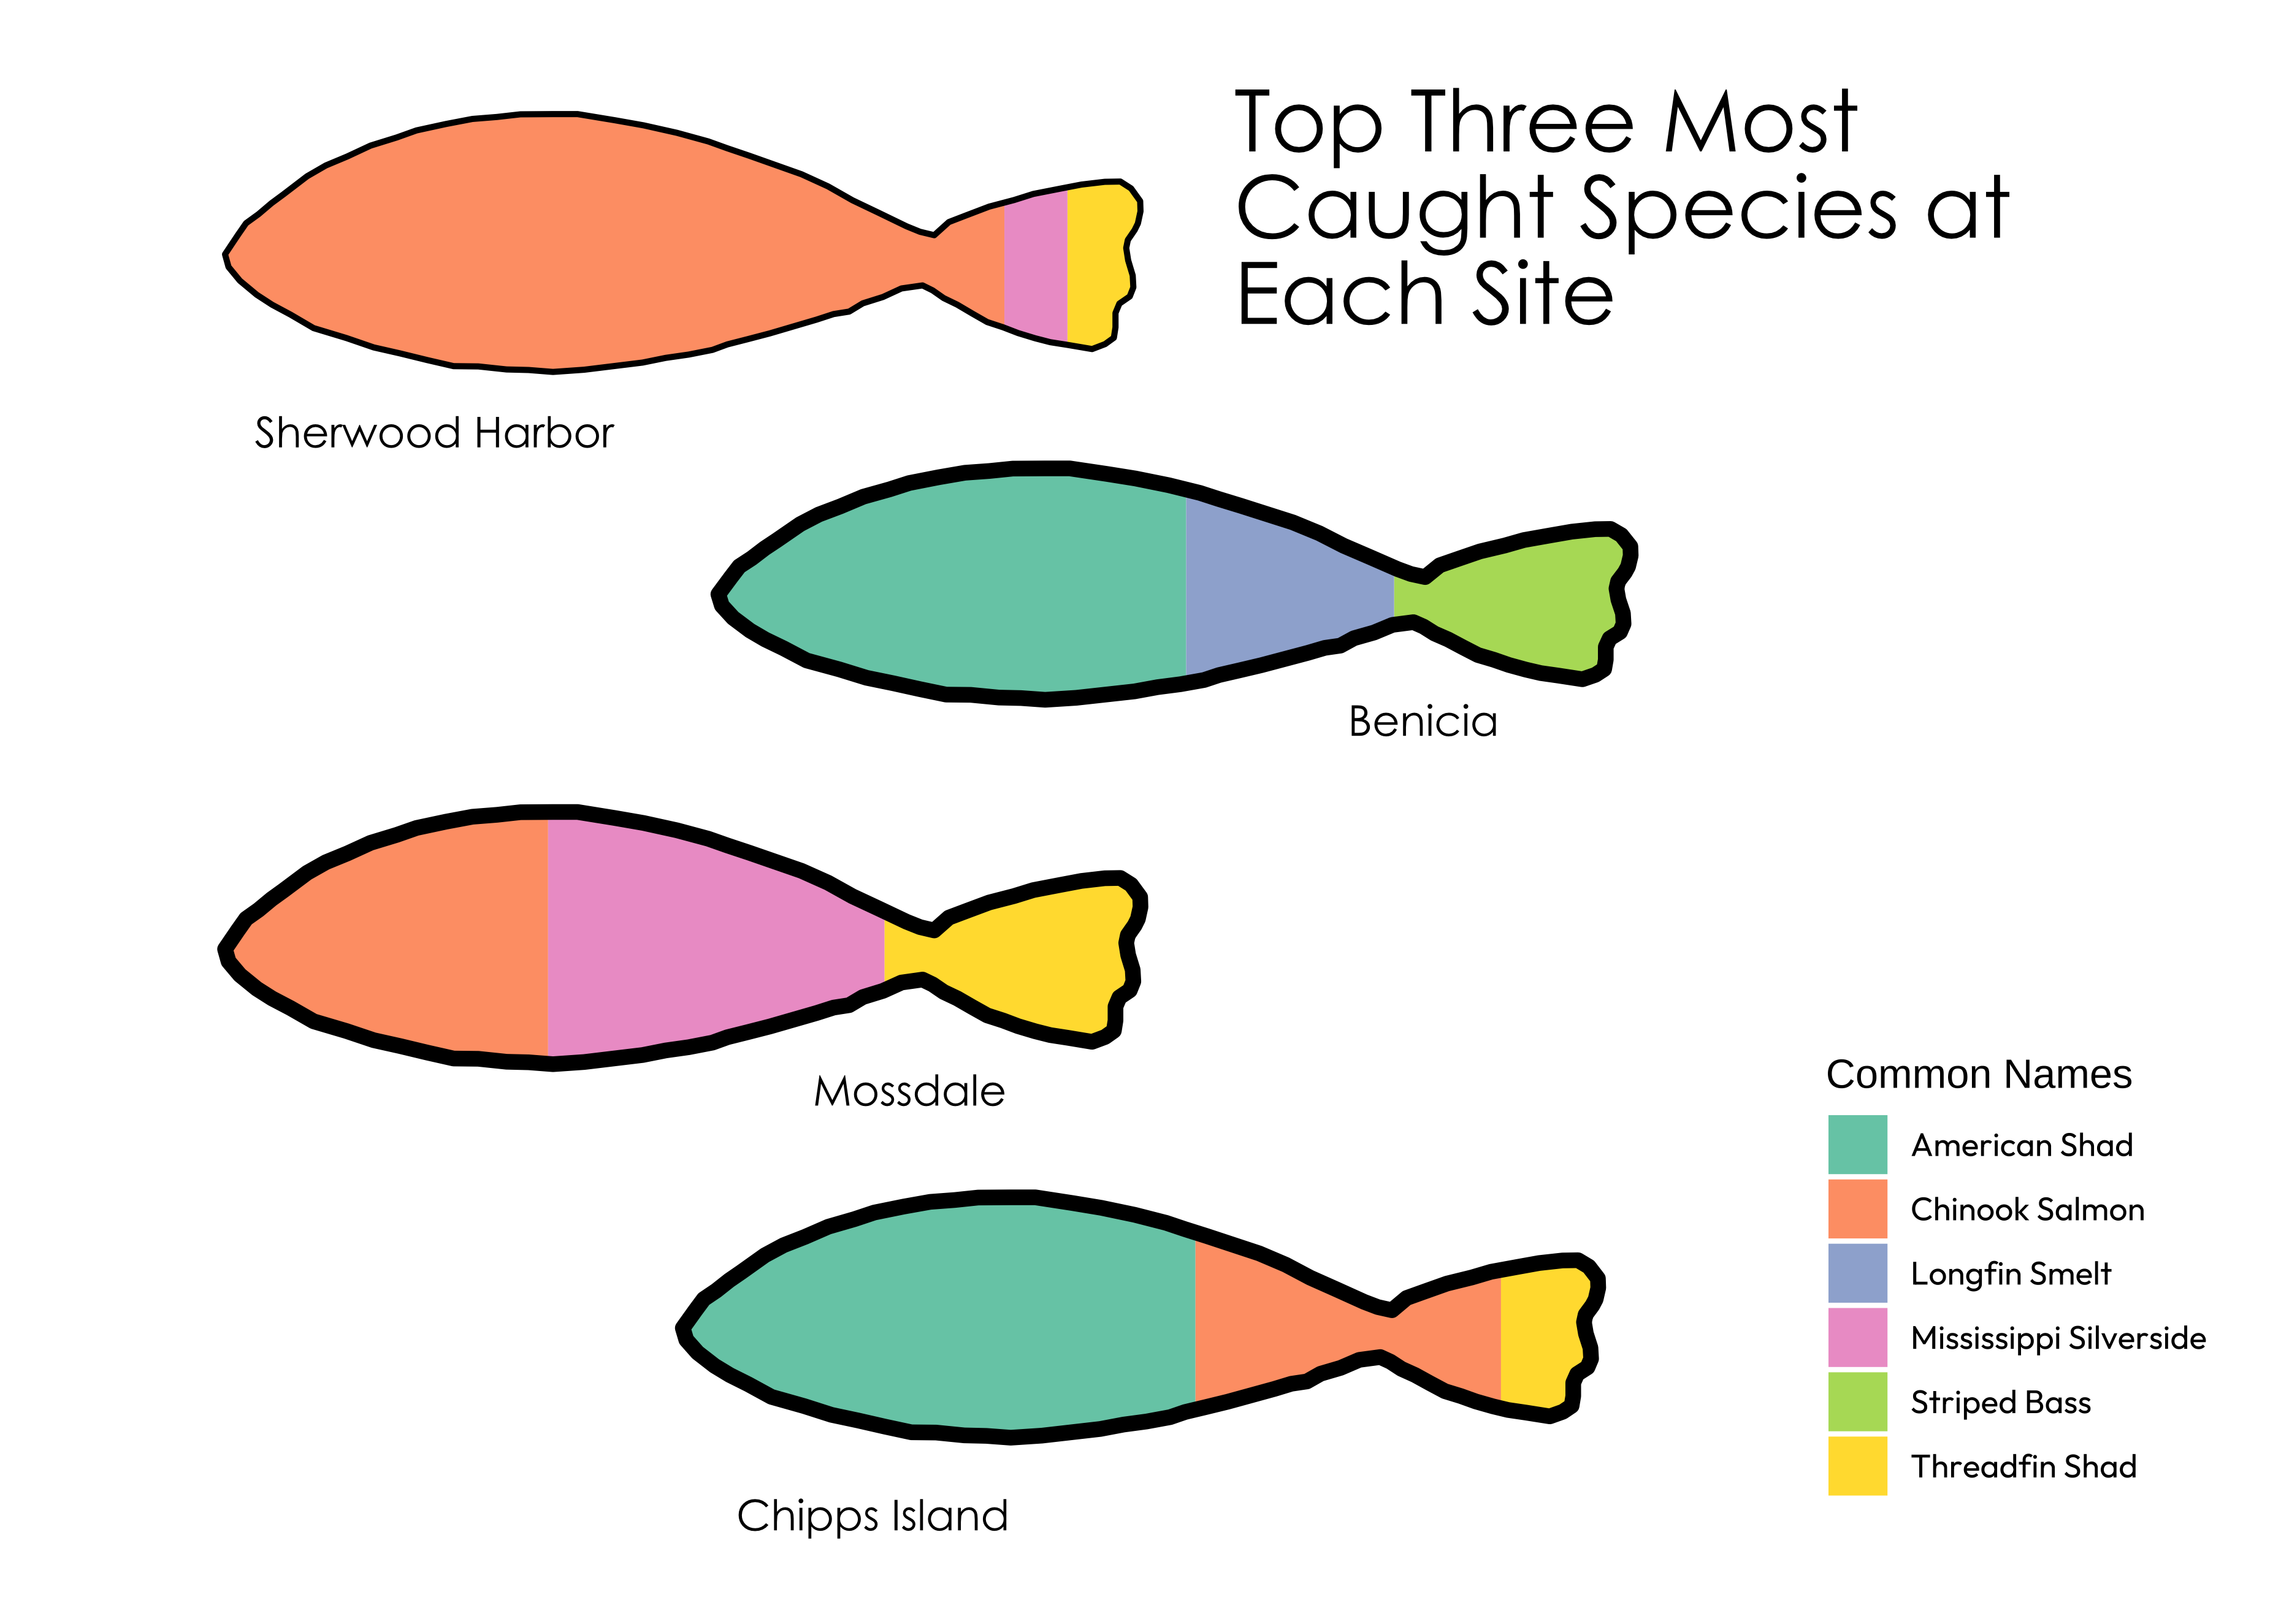 Top Three Most
Caught Species at
Each Site
Sherwood Harbor
Benicia
Mossdale
Chipps Island
Common Names
American Shad
Chinook Salmon
Longfin Smelt
Mississippi Silverside
Striped Bass
Threadfin Shad